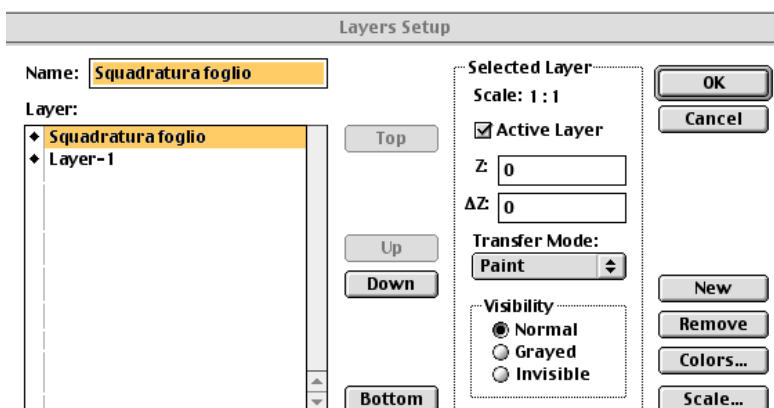 Layers Setup
Name: Squadratura foglio
Layer:
Squadratura foglio
Layer-1
Top
Up
Down
Bottom
Selected Layer
Scale: 1:1
Active Layer
Z: 0
ΔZ: 0
Transfer Mode:
Paint
Visibility
Normal
Grayed
Invisible
OK
Cancel
New
Remove
Colors...
Scale...